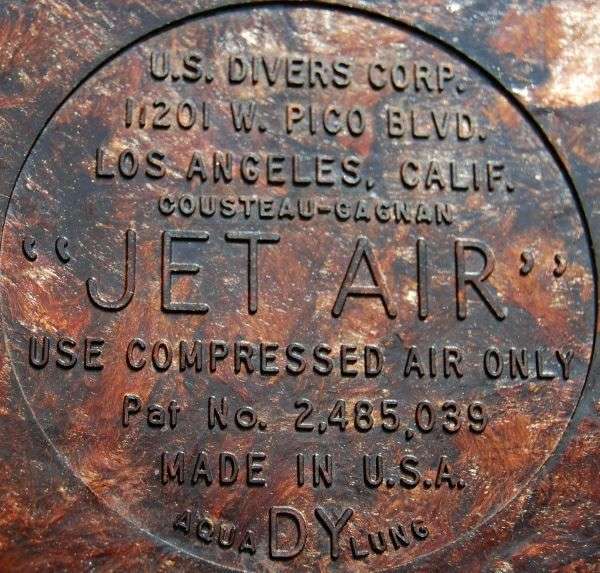 U.S. DIVERS CORP.
11201 W. PICO BLVD.
LOS ANGELES, CALIF.
COUSTEAU-GAGNAN
"JET AIR"
USE COMPRESSED AIR ONLY
Pat No. 2,485,039
MADE IN U.S.A.
AQUA DY LUNG